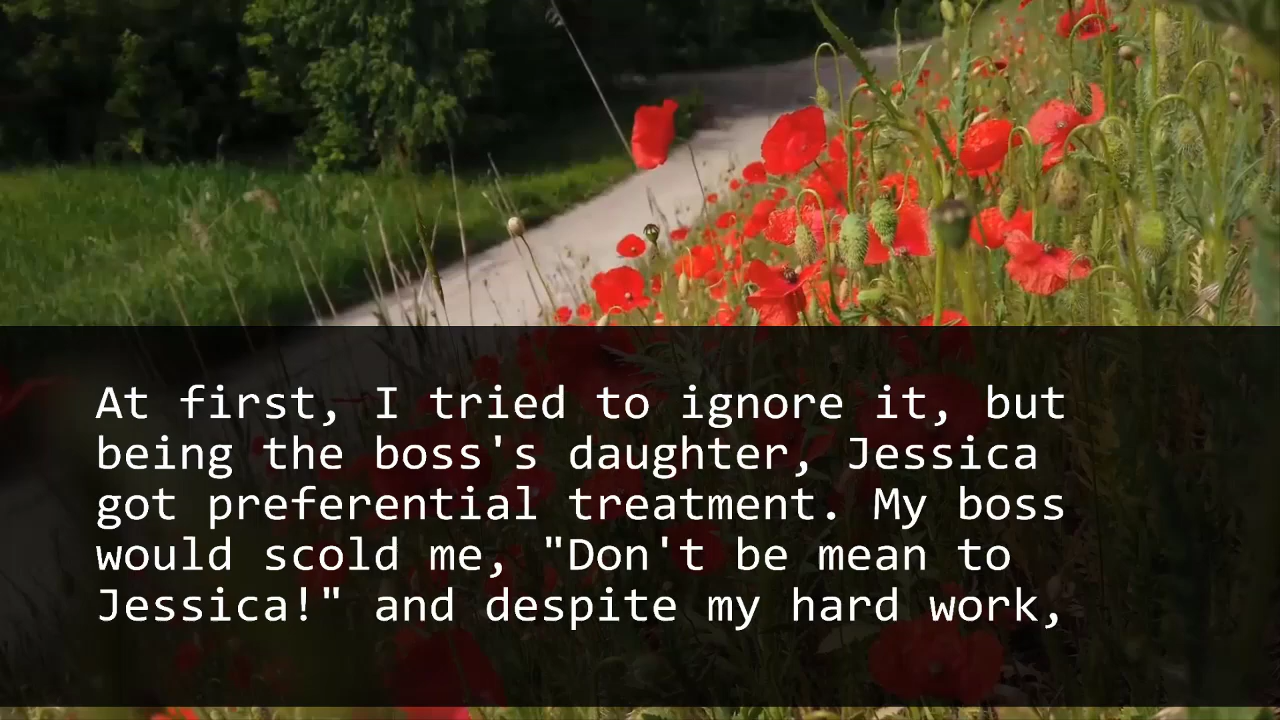 At first, I tried to ignore it, but
being the boss's daughter, Jessica
got preferential treatment. My boss
would scold me, "Don't be mean to
Jessica!" and despite my hard work,